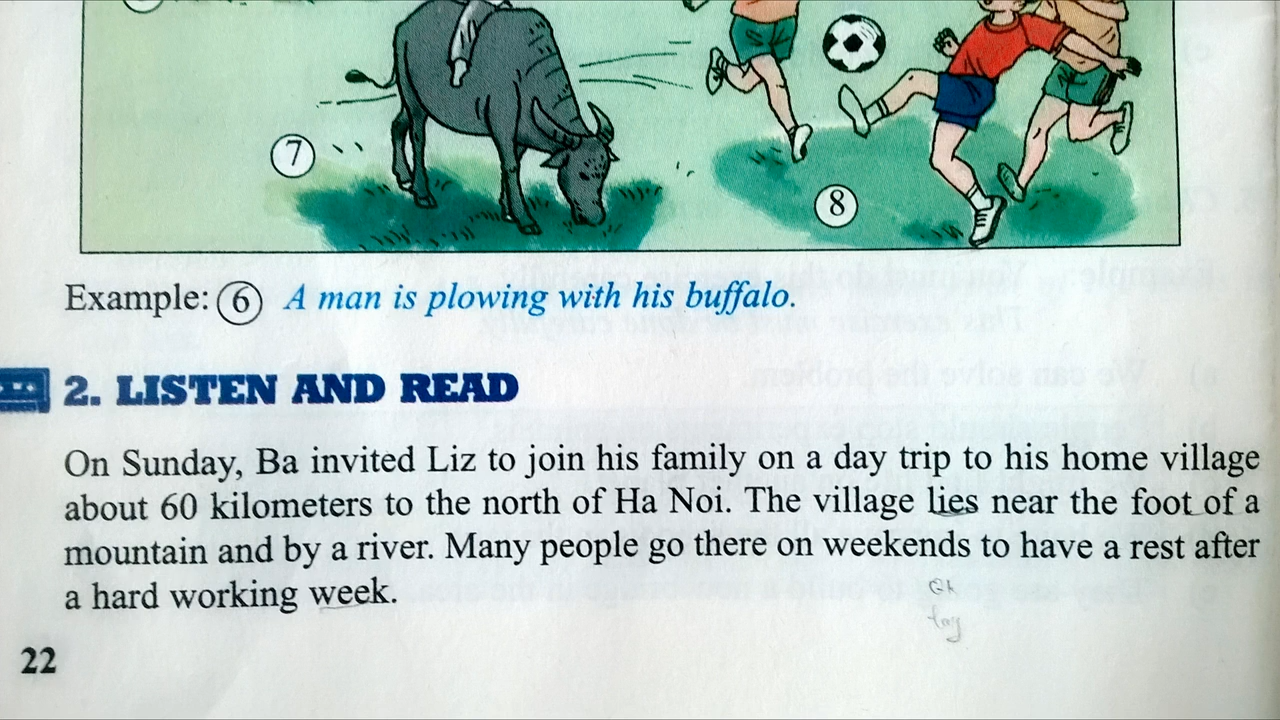 7
8
Example: 6 A man is plowing with his buffalo.
2. LISTEN AND READ
On Sunday, Ba invited Liz to join his family on a day trip to his home village
about 60 kilometers to the north of Ha Noi. The village lies near the foot of a
mountain and by a river. Many people go there on weekends to have a rest after
a hard working week.
22